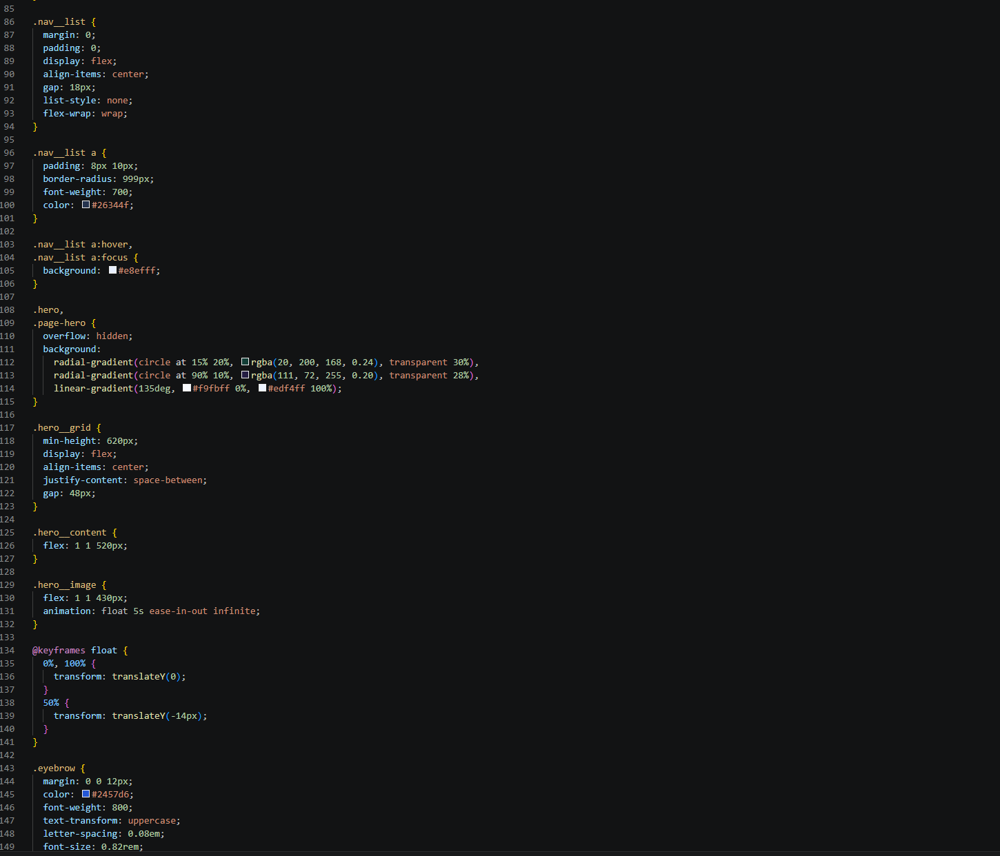 85
86 .nav__list {
87 margin: 0;
88 padding: 0;
89 display: flex;
90 align-items: center;
91 gap: 18px;
92 list-style: none;
93 flex-wrap: wrap;
94 }
95
96 .nav__list a {
97 padding: 8px 10px;
98 border-radius: 999px;
99 font-weight: 700;
100 color: #26344f;
101 }
102
103 .nav__list a:hover,
104 .nav__list a:focus {
105 background: #e8efff;
106 }
107
108 .hero,
109 .page-hero {
110 overflow: hidden;
111 background:
112 radial-gradient(circle at 15% 20%, rgba(20, 200, 168, 0.24), transparent 30%),
113 radial-gradient(circle at 90% 10%, rgba(111, 72, 255, 0.20), transparent 28%),
114 linear-gradient(135deg, #f9fbff 0%, #edf4ff 100%);
115 }
116
117 .hero__grid {
118 min-height: 620px;
119 display: flex;
120 align-items: center;
121 justify-content: space-between;
122 gap: 48px;
123 }
124
125 .hero__content {
126 flex: 1 1 520px;
127 }
128
129 .hero__image {
130 flex: 1 1 430px;
131 animation: float 5s ease-in-out infinite;
132 }
133
134 @keyframes float {
135 0%, 100% {
136 transform: translateY(0);
137 }
138 50% {
139 transform: translateY(-14px);
140 }
141 }
142
143 .eyebrow {
144 margin: 0 0 12px;
145 color: #2457d6;
146 font-weight: 800;
147 text-transform: uppercase;
148 letter-spacing: 0.08em;
149 font-size: 0.82rem;